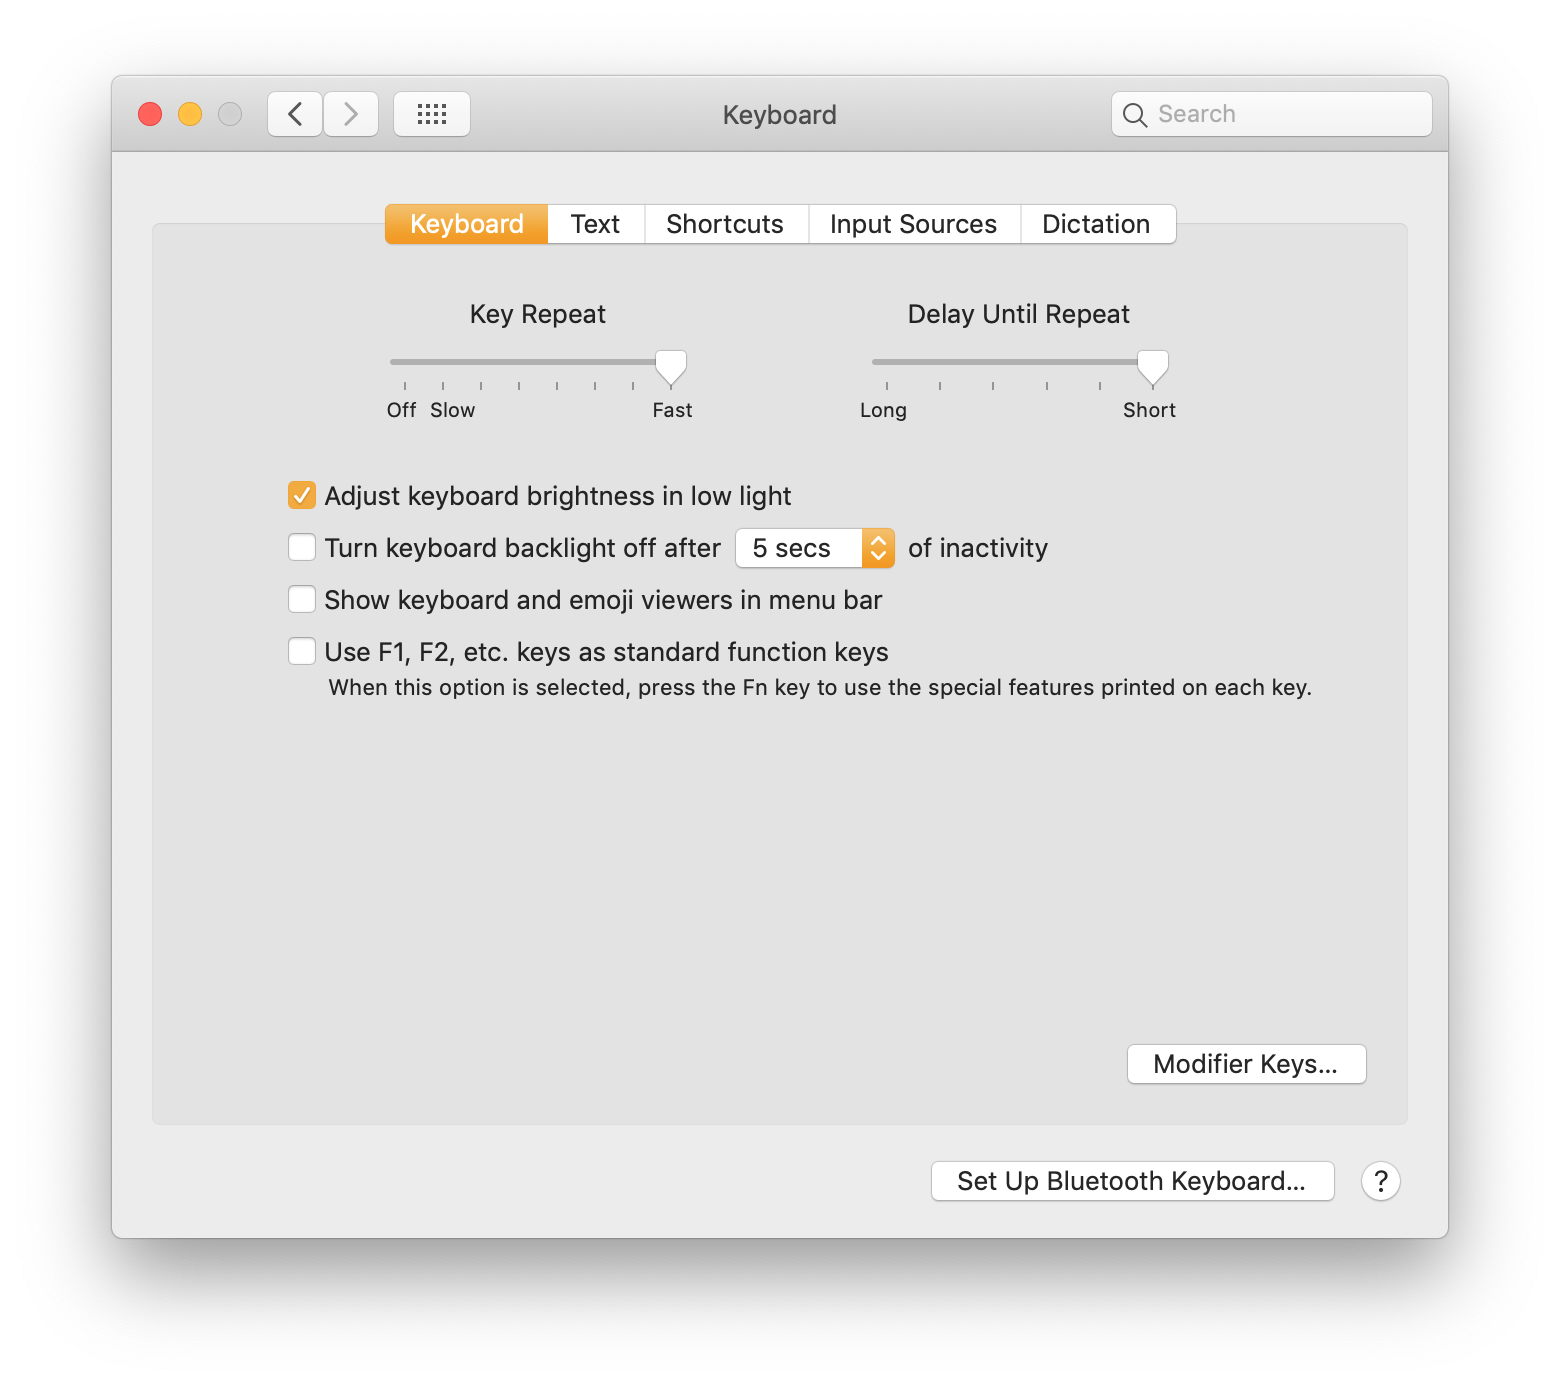 Keyboard
Search
Keyboard Text Shortcuts Input Sources Dictation
Key Repeat Delay Until Repeat
Off Slow Fast Long Short
Adjust keyboard brightness in low light
Turn keyboard backlight off after 5 secs of inactivity
Show keyboard and emoji viewers in menu bar
Use F1, F2, etc. keys as standard function keys
When this option is selected, press the Fn key to use the special features printed on each key.
Modifier Keys...
Set Up Bluetooth Keyboard... ?